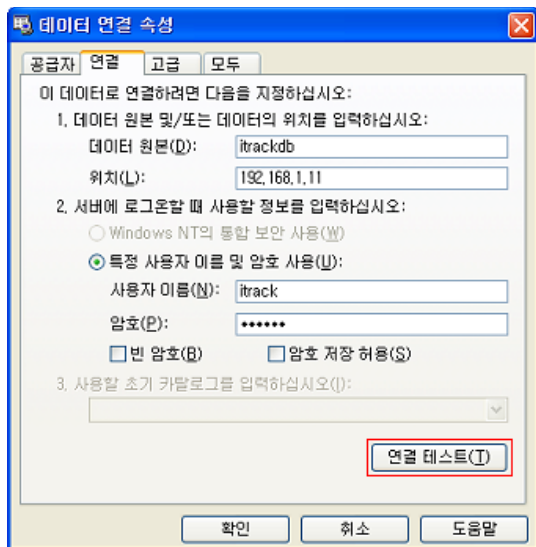 데이터 연결 속성
공급자 연결 고급 모두
이 데이터로 연결하려면 다음을 지정하십시오:
1. 데이터 원본 및/또는 데이터의 위치를 입력하십시오:
데이터 원본(D): itrackdb
위치(L): 192.168.1.11
2. 서버에 로그온할 때 사용할 정보를 입력하십시오:
Windows NT의 통합 보안 사용(W)
특정 사용자 이름 및 암호 사용(U):
사용자 이름(N): itrack
암호(P): ••••••
빈 암호(B) 암호 저장 허용(S)
3. 사용할 초기 카탈로그를 입력하십시오(I):
연결 테스트(T)
확인 취소 도움말